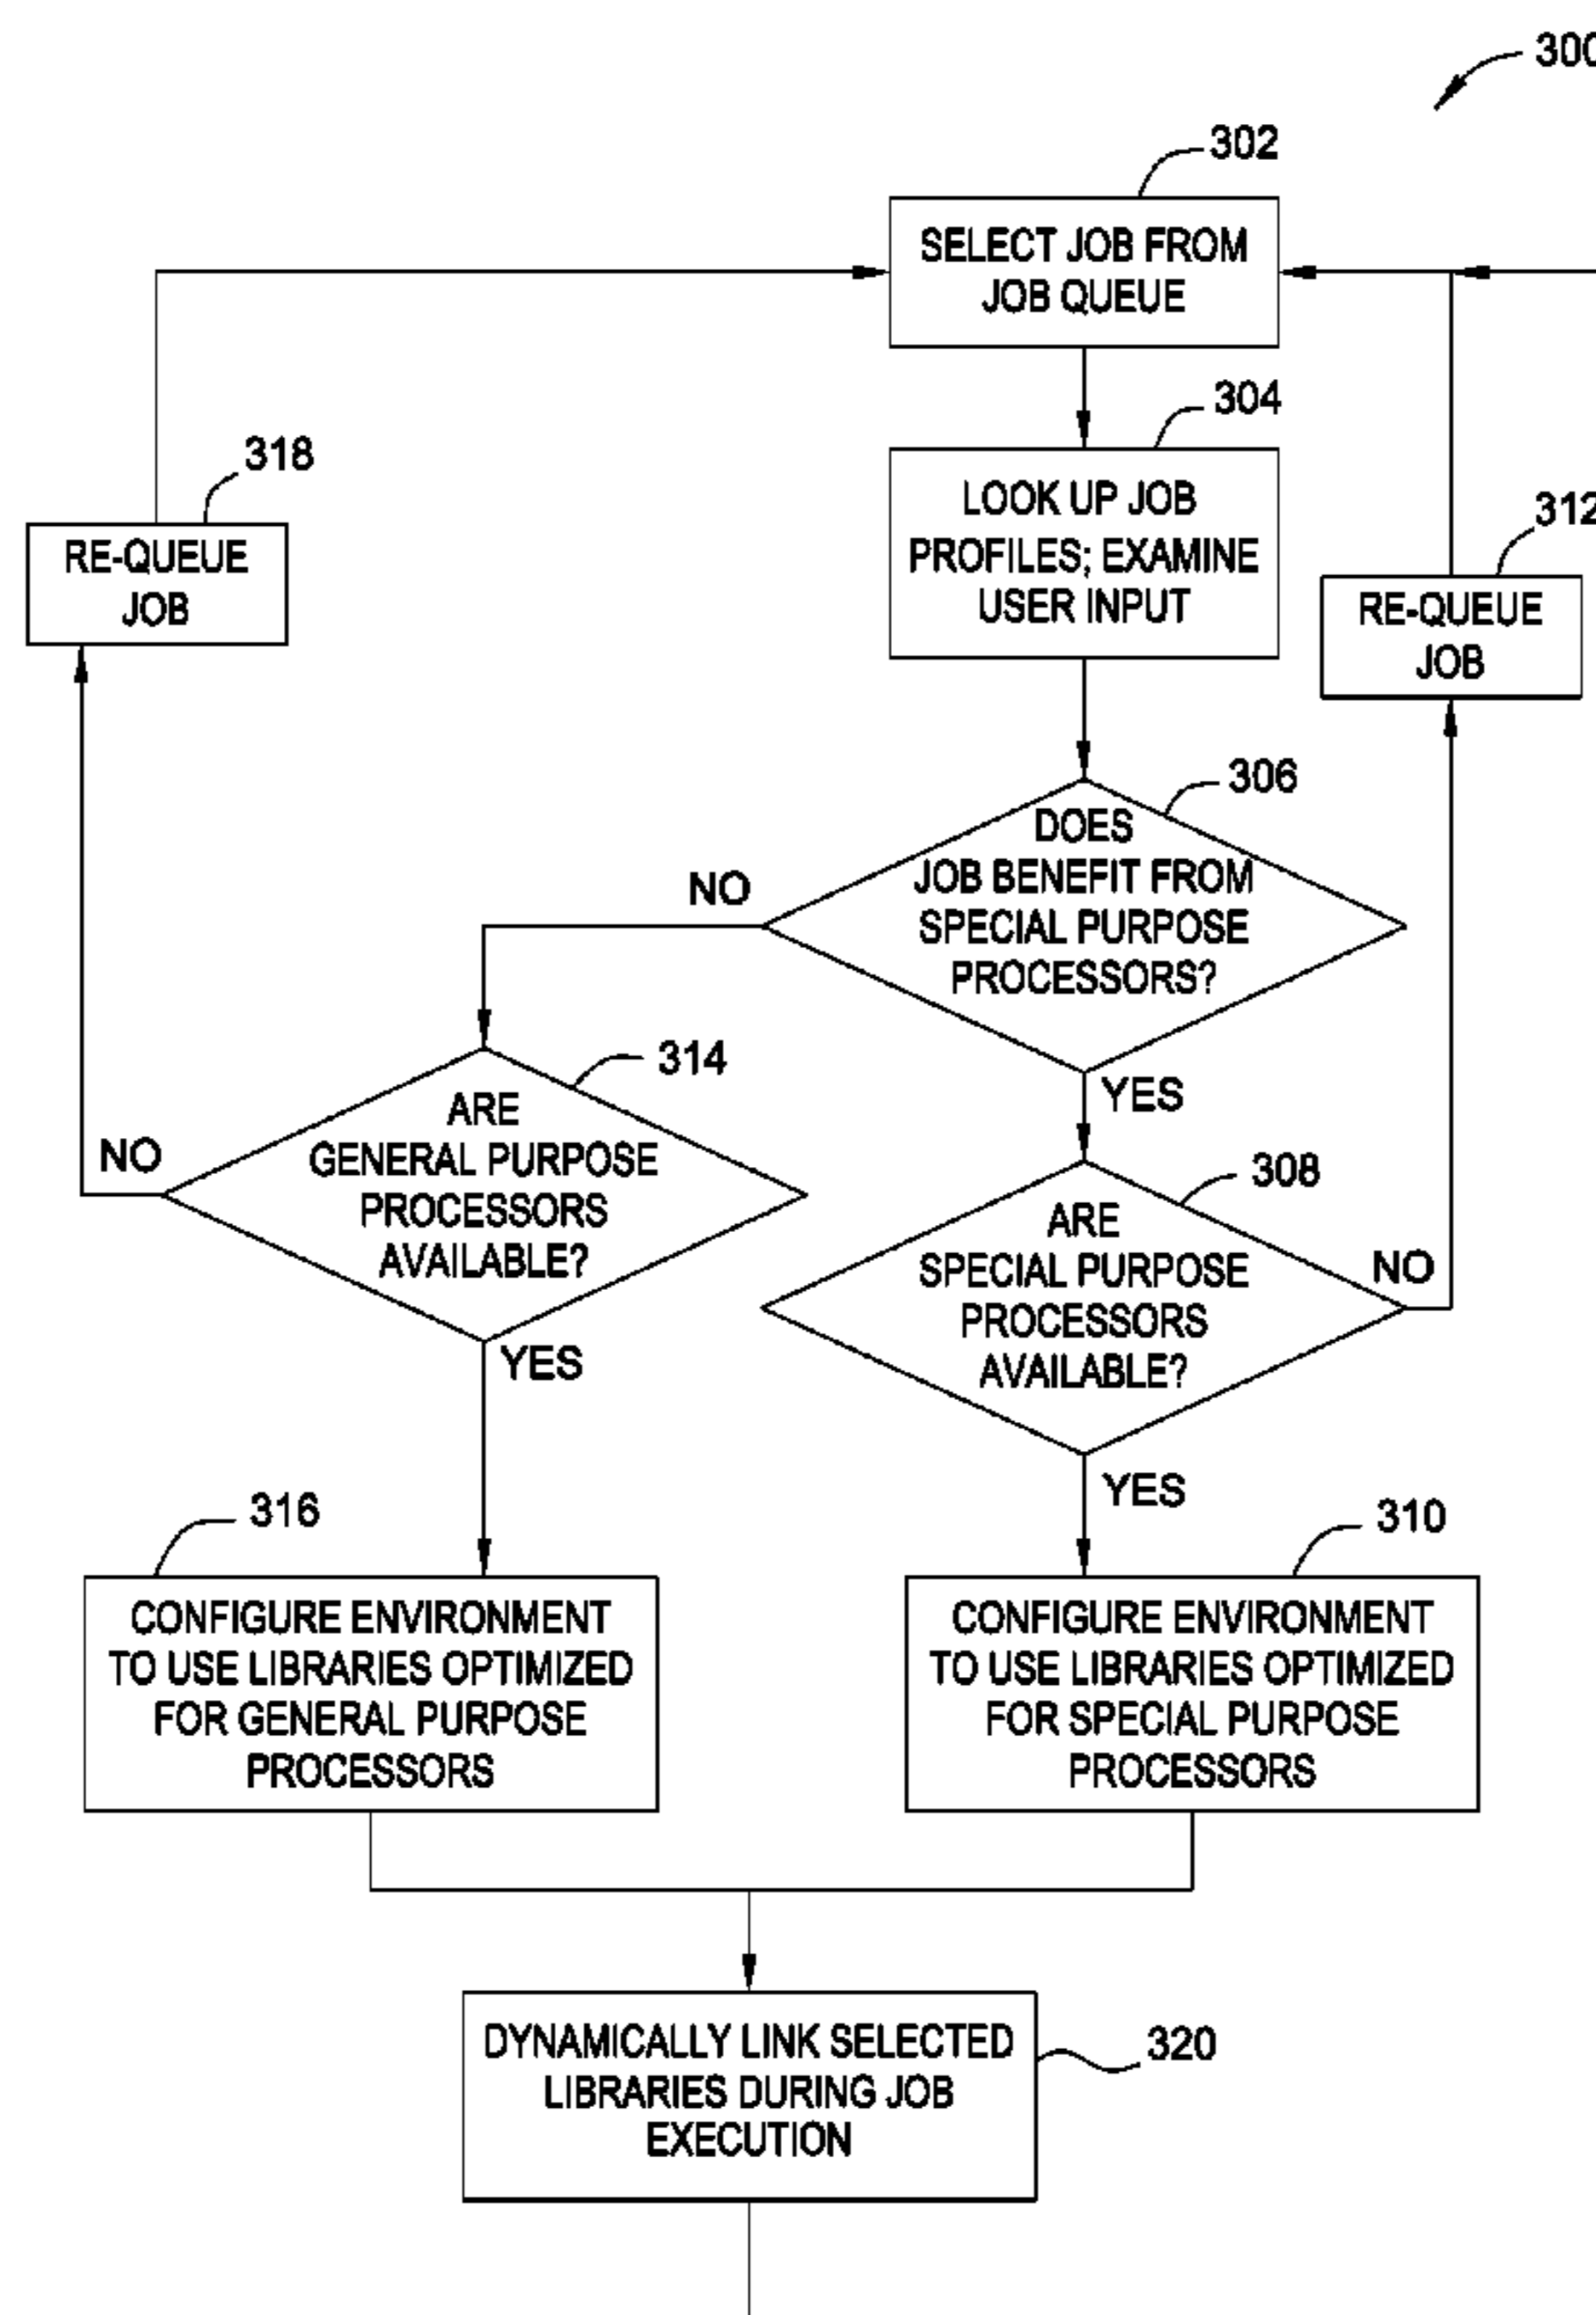 300
302
SELECT JOB FROM
JOB QUEUE
304
LOOK UP JOB
PROFILES; EXAMINE
USER INPUT
318
RE-QUEUE
JOB
312
RE-QUEUE
JOB
306
DOES
JOB BENEFIT FROM
SPECIAL PURPOSE
PROCESSORS?
NO
YES
314
ARE
GENERAL PURPOSE
PROCESSORS
AVAILABLE?
NO
YES
308
ARE
SPECIAL PURPOSE
PROCESSORS
AVAILABLE?
NO
YES
316
CONFIGURE ENVIRONMENT
TO USE LIBRARIES OPTIMIZED
FOR GENERAL PURPOSE
PROCESSORS
310
CONFIGURE ENVIRONMENT
TO USE LIBRARIES OPTIMIZED
FOR SPECIAL PURPOSE
PROCESSORS
DYNAMICALLY LINK SELECTED
LIBRARIES DURING JOB
EXECUTION
320